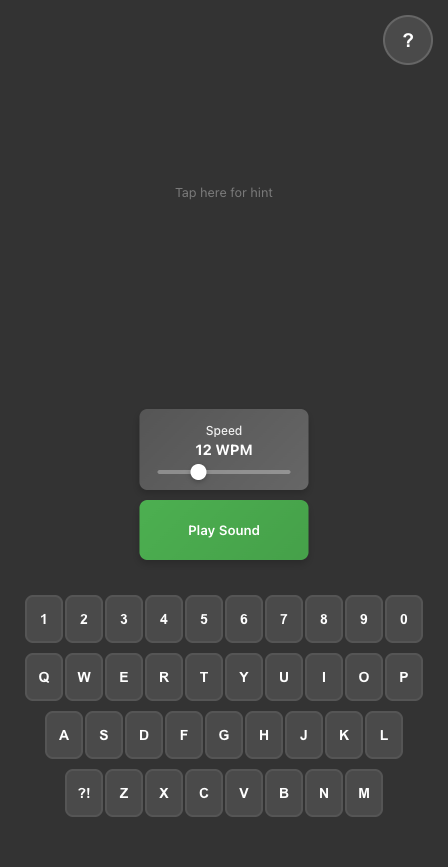 ?
Tap here for hint
Speed
12 WPM
Play Sound
1 2 3 4 5 6 7 8 9 0
Q W E R T Y U I O P
A S D F G H J K L
?! Z X C V B N M